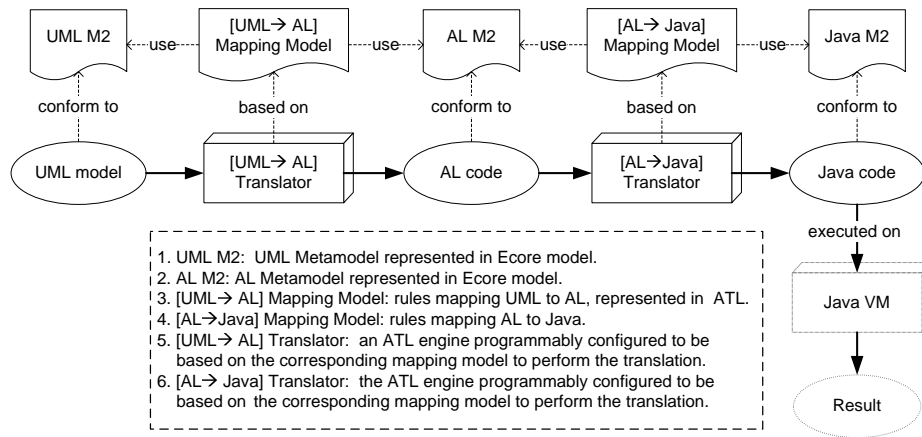 UML M2
use
[UML→ AL]
Mapping Model
use
AL M2
use
[AL→ Java]
Mapping Model
use
Java M2
conform to
based on
conform to
based on
conform to
UML model
[UML→ AL]
Translator
AL code
[AL→Java]
Translator
Java code
executed on
Java VM
Result
1. UML M2: UML Metamodel represented in Ecore model.
2. AL M2: AL Metamodel represented in Ecore model.
3. [UML→ AL] Mapping Model: rules mapping UML to AL, represented in ATL.
4. [AL→Java] Mapping Model: rules mapping AL to Java.
5. [UML→ AL] Translator: an ATL engine programmably configured to be
based on the corresponding mapping model to perform the translation.
6. [AL→ Java] Translator: the ATL engine programmably configured to be
based on the corresponding mapping model to perform the translation.